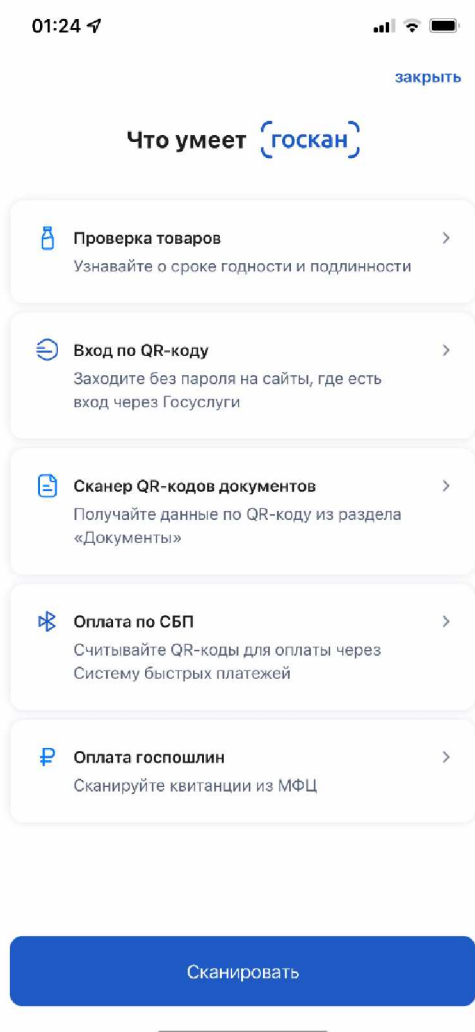 01:24
закрыть
Что умеет госкан
Проверка товаров
Узнавайте о сроке годности и подлинности
Вход по QR-коду
Заходите без пароля на сайты, где есть
вход через Госуслуги
Сканер QR-кодов документов
Получайте данные по QR-коду из раздела
«Документы»
Оплата по СБП
Считывайте QR-коды для оплаты через
Систему быстрых платежей
Оплата госпошлин
Сканируйте квитанции из МФЦ
Сканировать